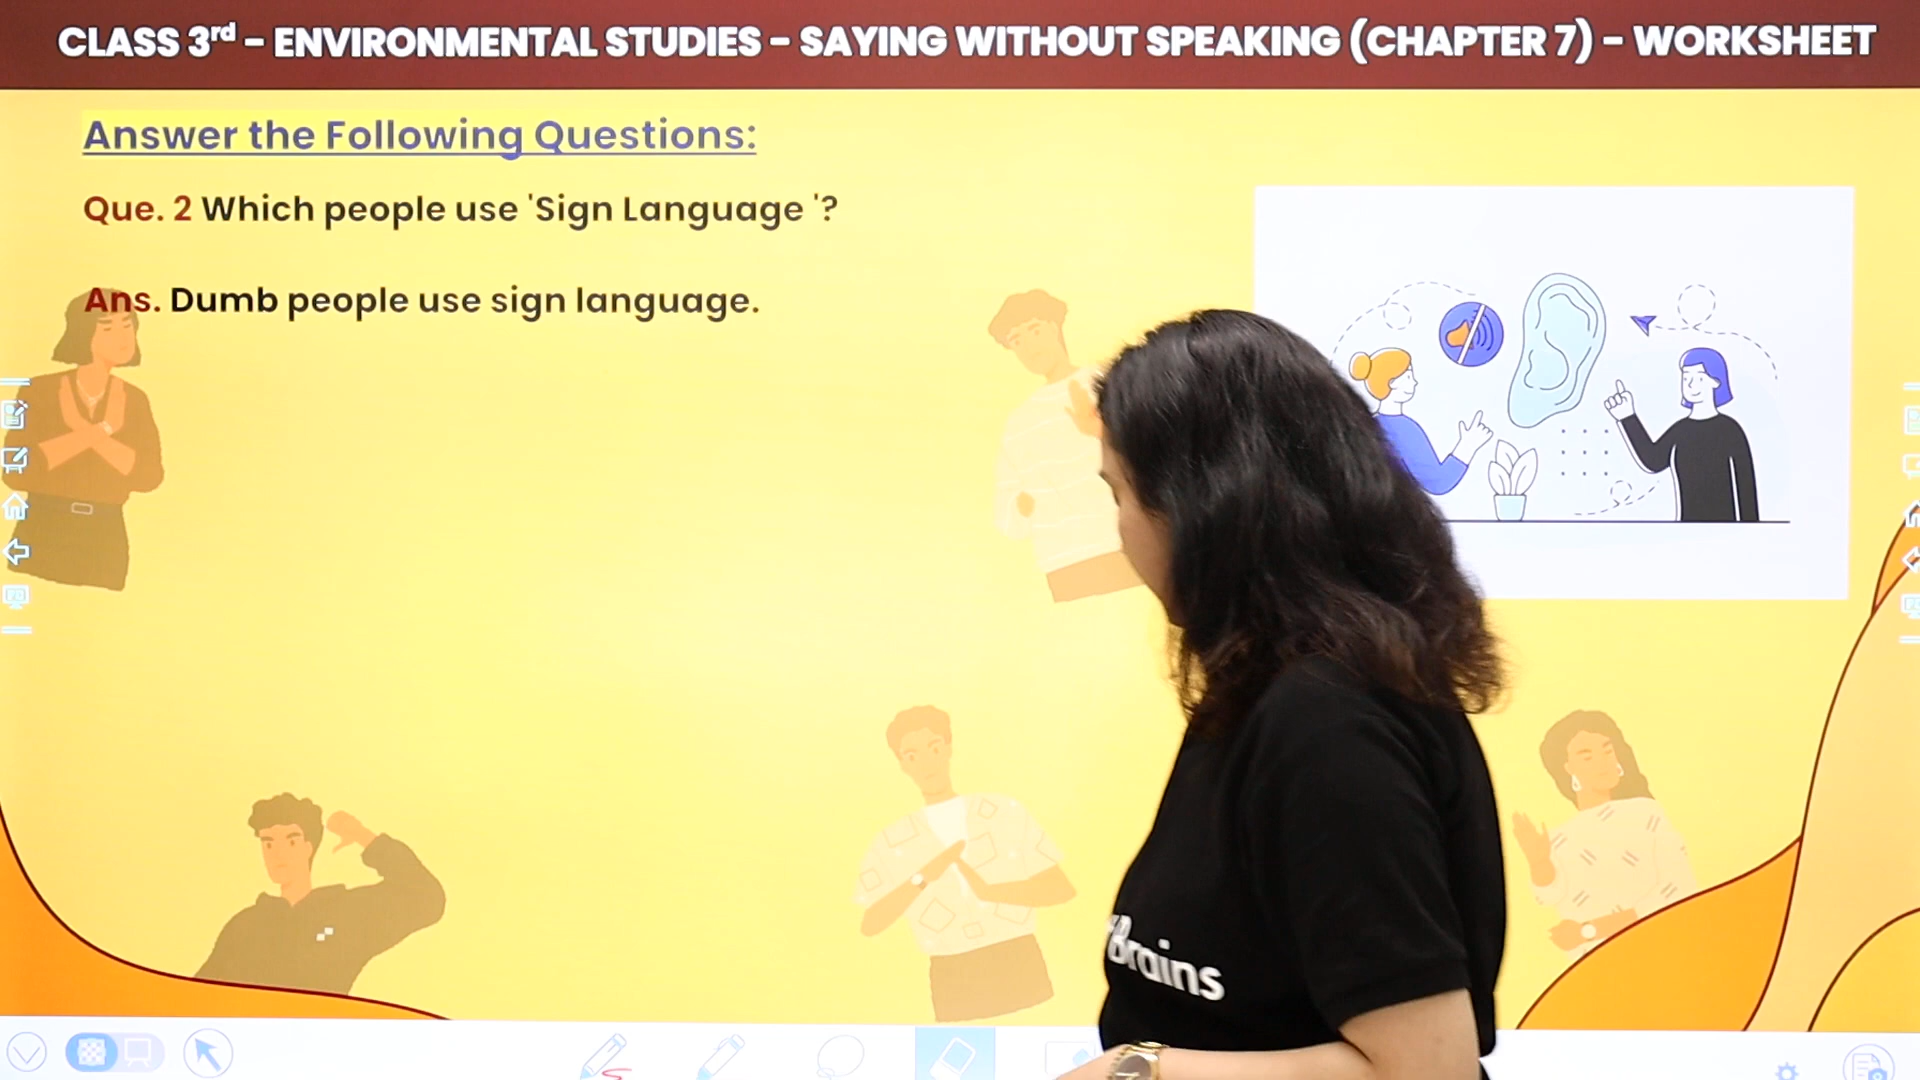 CLASS 3rd – ENVIRONMENTAL STUDIES – SAYING WITHOUT SPEAKING (CHAPTER 7) – WORKSHEET
Answer the Following Questions:
Que. 2 Which people use 'Sign Language '?
Ans. Dumb people use sign language.
Brains